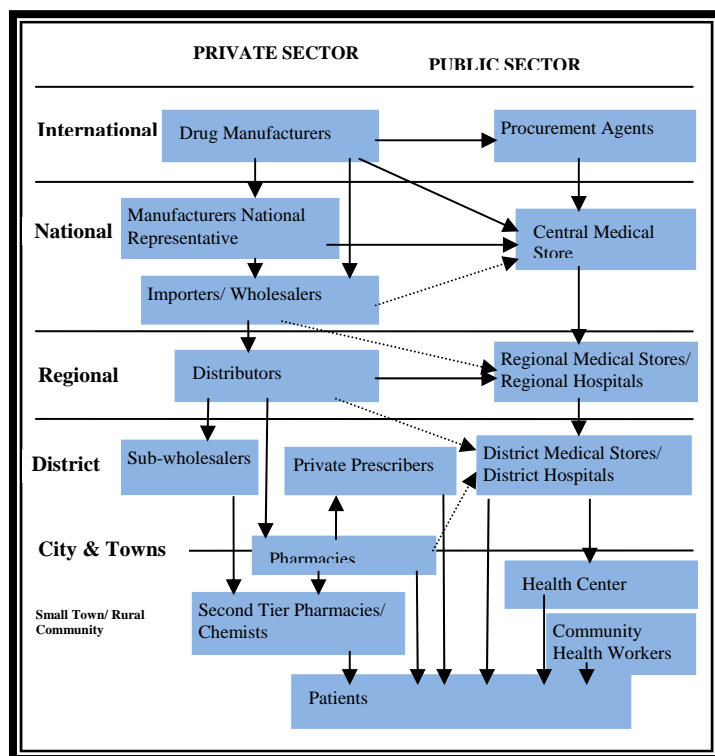 PRIVATE SECTOR
PUBLIC SECTOR
International
Drug Manufacturers
Procurement Agents
National
Manufacturers National
Representative
Central Medical
Store
Importers/ Wholesalers
Regional
Distributors
Regional Medical Stores/
Regional Hospitals
District
Sub-wholesalers
Private Prescribers
District Medical Stores/
District Hospitals
City & Towns
Pharmacies
Health Center
Small Town/ Rural
Community
Second Tier Pharmacies/
Chemists
Community
Health Workers
Patients